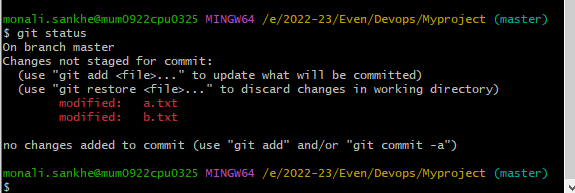 monali.sankhe@mum0922cpu0325 MINGW64 /e/2022-23/Even/Devops/Myproject (master)
$ git status
On branch master
Changes not staged for commit:
  (use "git add <file>..." to update what will be committed)
  (use "git restore <file>..." to discard changes in working directory)
        modified:   a.txt
        modified:   b.txt

no changes added to commit (use "git add" and/or "git commit -a")

monali.sankhe@mum0922cpu0325 MINGW64 /e/2022-23/Even/Devops/Myproject (master)
$